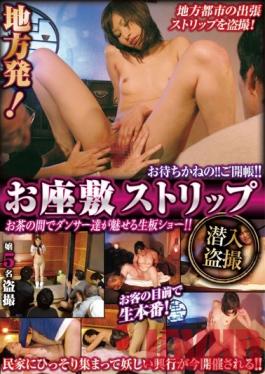 地方発!
地方都市の出張
ストリップを盗撮!
お待ちかねの!!ご開帳!!
お座敷ストリップ
お茶の間でダンサー達が魅せる生板ショー!!
潜入
盗撮
嬢5名盗撮
お客の目前で
生本番!
民家にひっそり集まって妖しい興行が今開催される!!